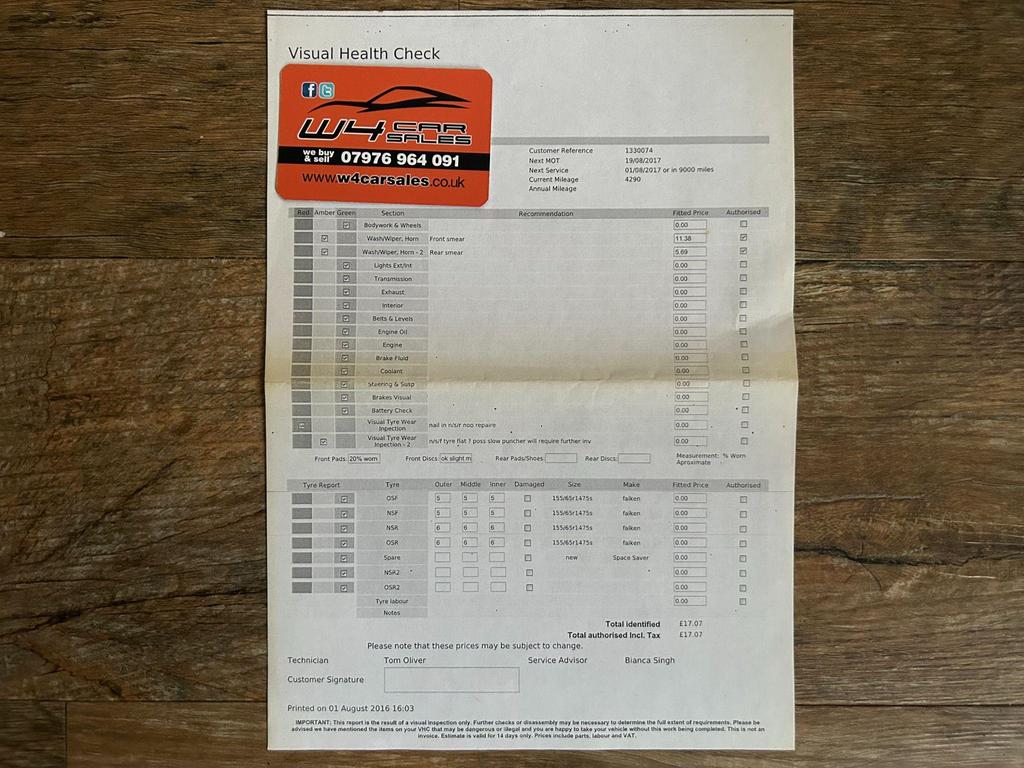 Visual Health Check
W4 CAR SALES
we buy & sell 07976 964 091
www.w4carsales.co.uk
Customer Reference 1330074
Next MOT 19/08/2017
Next Service 01/08/2017 or in 9000 miles
Current Mileage 4290
Annual Mileage
Red Amber Green Section Recommendation Fitted Price Authorised
Bodywork & Wheels 0.00
Wash/Wiper, Horn Front smear 11.38
Wash/Wiper, Horn - 2 Rear smear 5.69
Lights Ext/Int 0.00
Transmission 0.00
Exhaust 0.00
Interior 0.00
Belts & Levels 0.00
Engine Oil 0.00
Engine 0.00
Brake Fluid 0.00
Coolant 0.00
Steering & Susp 0.00
Brakes Visual 0.00
Battery Check 0.00
Visual Tyre Wear Inpection nail in n/s/r noo repaire 0.00
Visual Tyre Wear Inpection - 2 n/s/f tyre flat ? poss slow puncher will require further inv 0.00
Front Pads: 20% worn Front Discs: ok slight m Rear Pads/Shoes: Rear Discs: Measurement: % Worn Aproximate
Tyre Report Tyre Outer Middle Inner Damaged Size Make Fitted Price Authorised
OSF 5 5 5 155/65r1475s falken 0.00
NSF 5 5 5 155/65r1475s falken 0.00
NSR 6 6 6 155/65r1475s falken 0.00
OSR 6 6 6 155/65r1475s falken 0.00
Spare new Space Saver 0.00
NSR2 0.00
OSR2 0.00
Tyre labour 0.00
Notes
Total identified £17.07
Total authorised Incl. Tax £17.07
Please note that these prices may be subject to change.
Technician Tom Oliver Service Advisor Bianca Singh
Customer Signature
Printed on 01 August 2016 16:03
IMPORTANT: This report is the result of a visual inspection only. Further checks or disassembly may be necessary to determine the full extent of requirements. Please be
advised we have mentioned the items on your VHC that may be dangerous or illegal and you are happy to take your vehicle without this work being completed. This is not an
invoice. Estimate is valid for 14 days only. Prices include parts, labour and VAT.